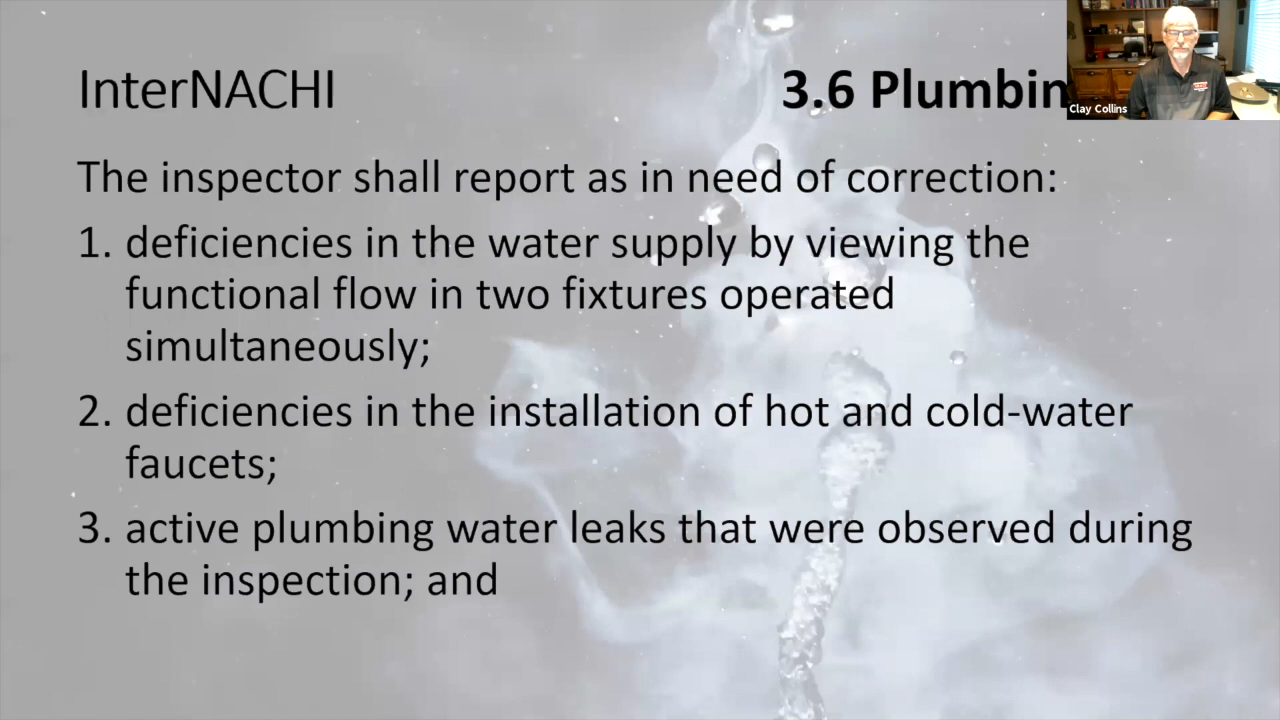 InterNACHI
3.6 Plumbin
Clay Collins
The inspector shall report as in need of correction:
1. deficiencies in the water supply by viewing the
functional flow in two fixtures operated
simultaneously;
2. deficiencies in the installation of hot and cold-water
faucets;
3. active plumbing water leaks that were observed during
the inspection; and